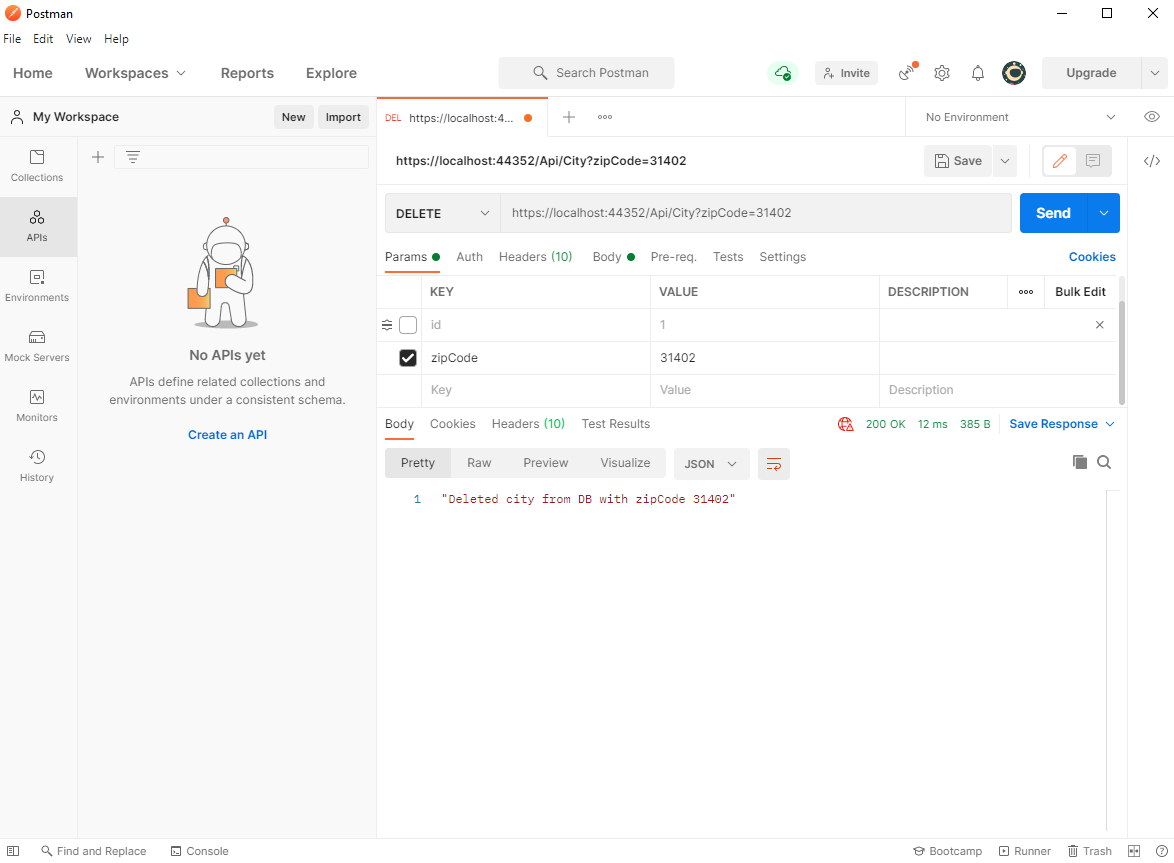 Postman
File Edit View Help
Home Workspaces Reports Explore Search Postman Invite Upgrade
My Workspace New Import
DEL https://localhost:4... No Environment
Collections
APIs
Environments
Mock Servers
Monitors
History
No APIs yet
APIs define related collections and
environments under a consistent schema.
Create an API
https://localhost:44352/Api/City?zipCode=31402 Save
DELETE https://localhost:44352/Api/City?zipCode=31402 Send
Params Auth Headers (10) Body Pre-req. Tests Settings Cookies
KEY VALUE DESCRIPTION Bulk Edit
id 1
zipCode 31402
Key Value Description
Body Cookies Headers (10) Test Results 200 OK 12 ms 385 B Save Response
Pretty Raw Preview Visualize JSON
1 "Deleted city from DB with zipCode 31402"
Find and Replace Console Bootcamp Runner Trash